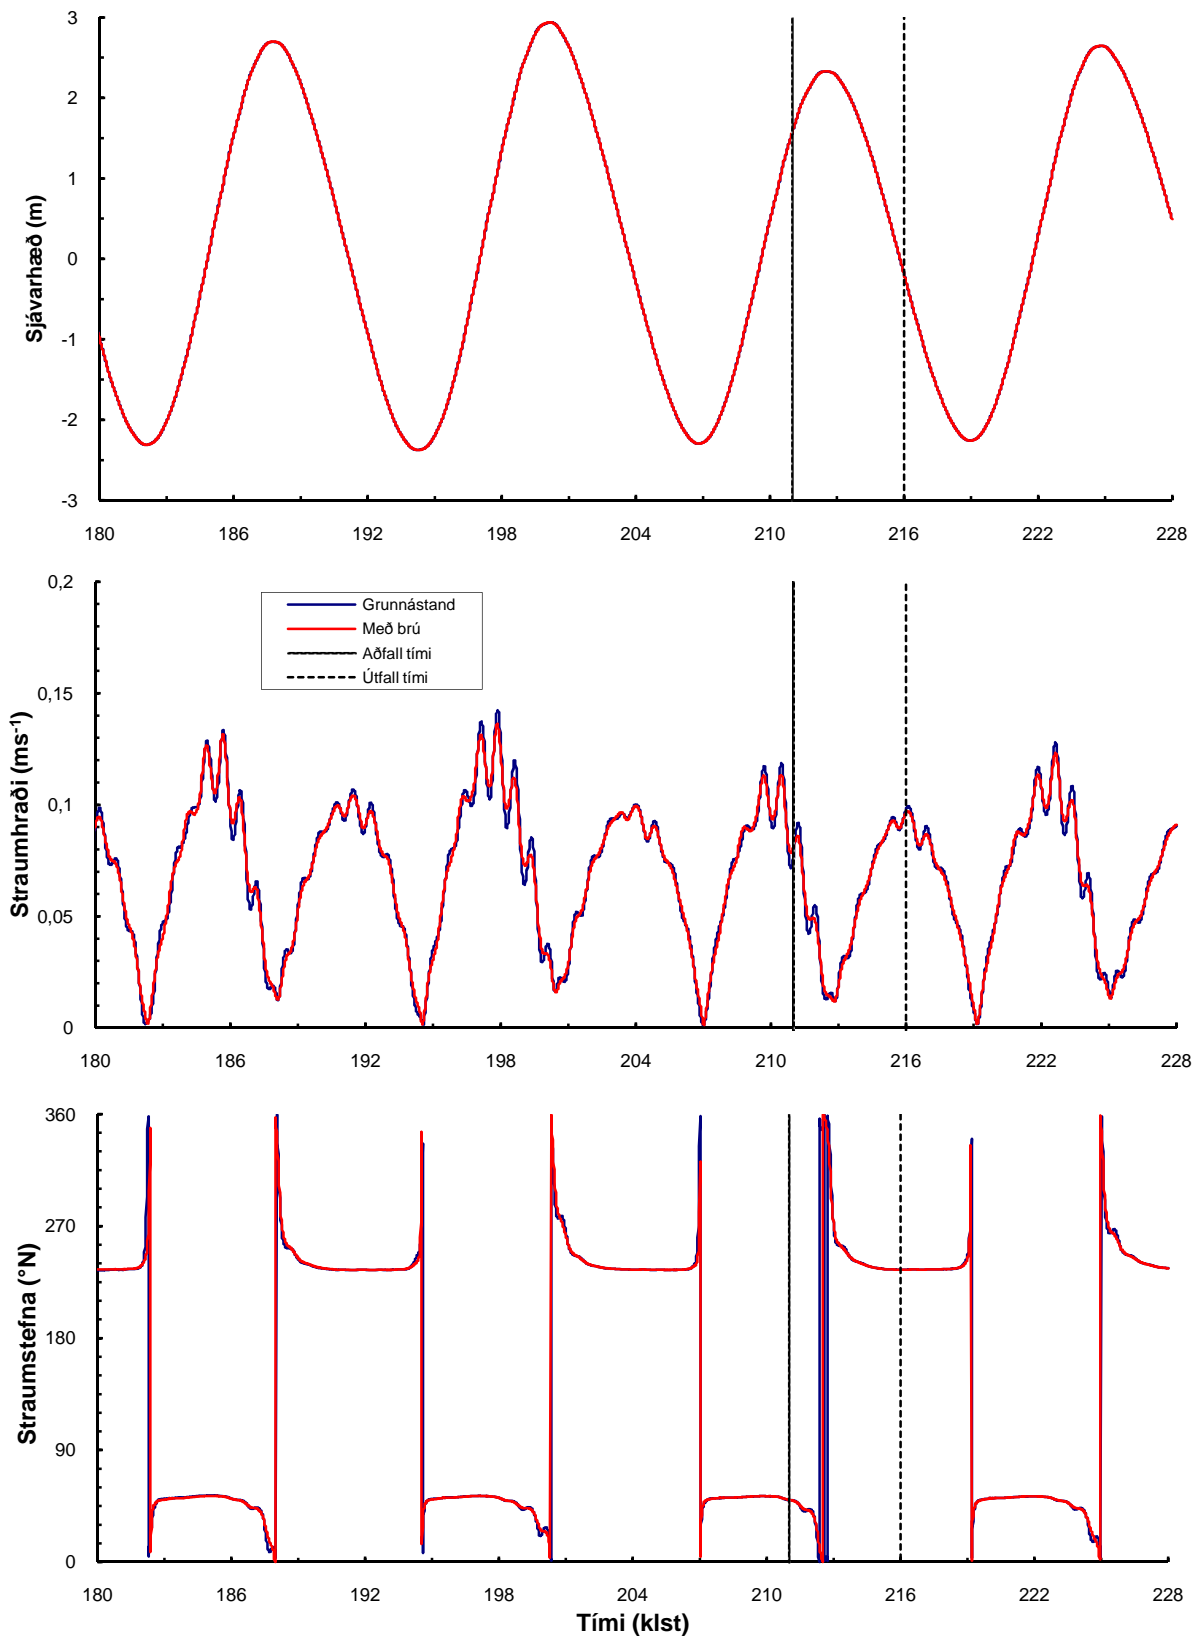 Sjávarhæð (m)
3
2
1
0
-1
-2
-3
180 186 192 198 204 210 216 222 228
Straumhraði (ms-1)
0,2
0,15
0,1
0,05
0
Grunnástand
Með brú
Aðfall tími
Útfall tími
180 186 192 198 204 210 216 222 228
Straumstefna (°N)
360
270
180
90
0
180 186 192 198 204 210 216 222 228
Tími (klst)